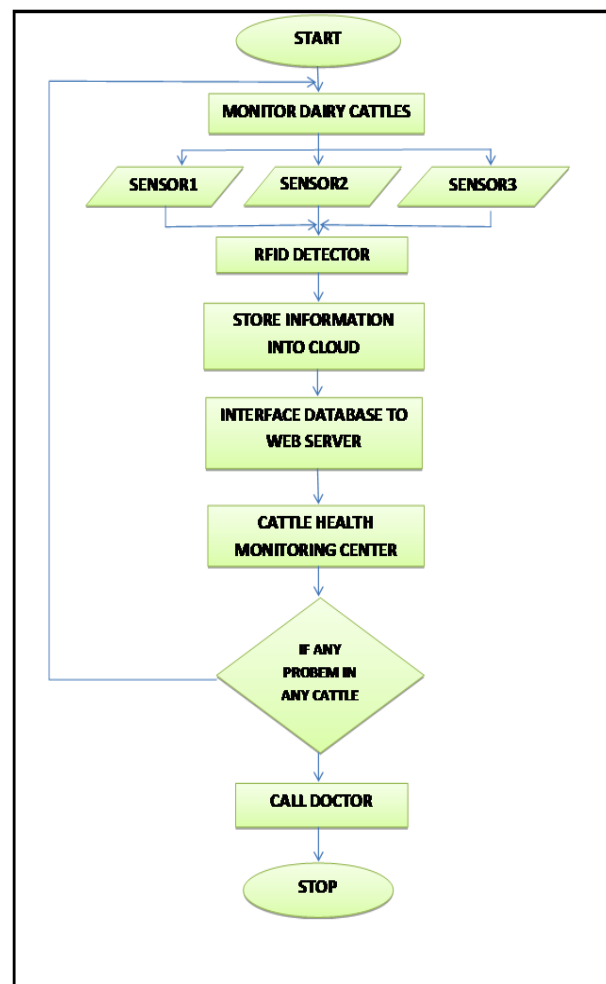 START
MONITOR DAIRY CATTLES
SENSOR1
SENSOR2
SENSOR3
RFID DETECTOR
STORE INFORMATION
INTO CLOUD
INTERFACE DATABASE TO
WEB SERVER
CATTLE HEALTH
MONITORING CENTER
IF ANY
PROBEM IN
ANY CATTLE
CALL DOCTOR
STOP